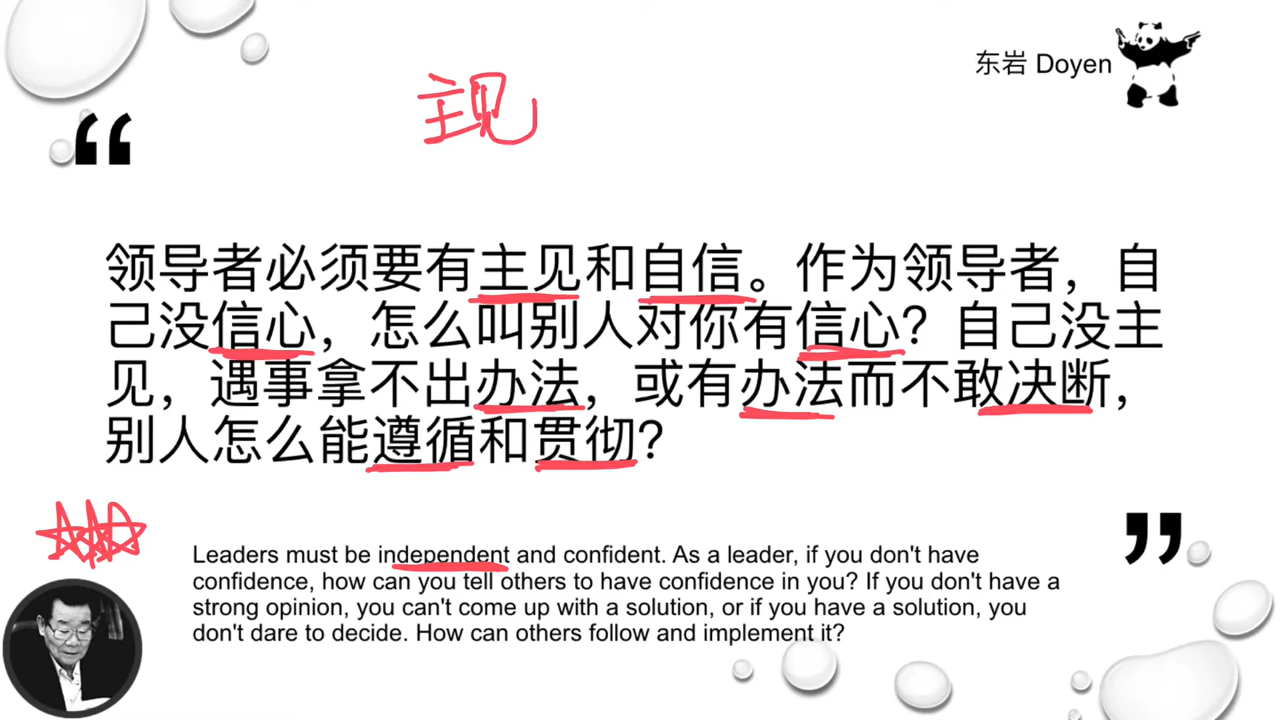 东岩 Doyen
主见
“
领导者必须要有主见和自信。作为领导者，自
己没信心，怎么叫别人对你有信心？自己没主
见，遇事拿不出办法，或有办法而不敢决断，
别人怎么能遵循和贯彻？
”
Leaders must be independent and confident. As a leader, if you don't have
confidence, how can you tell others to have confidence in you? If you don't have a
strong opinion, you can't come up with a solution, or if you have a solution, you
don't dare to decide. How can others follow and implement it?